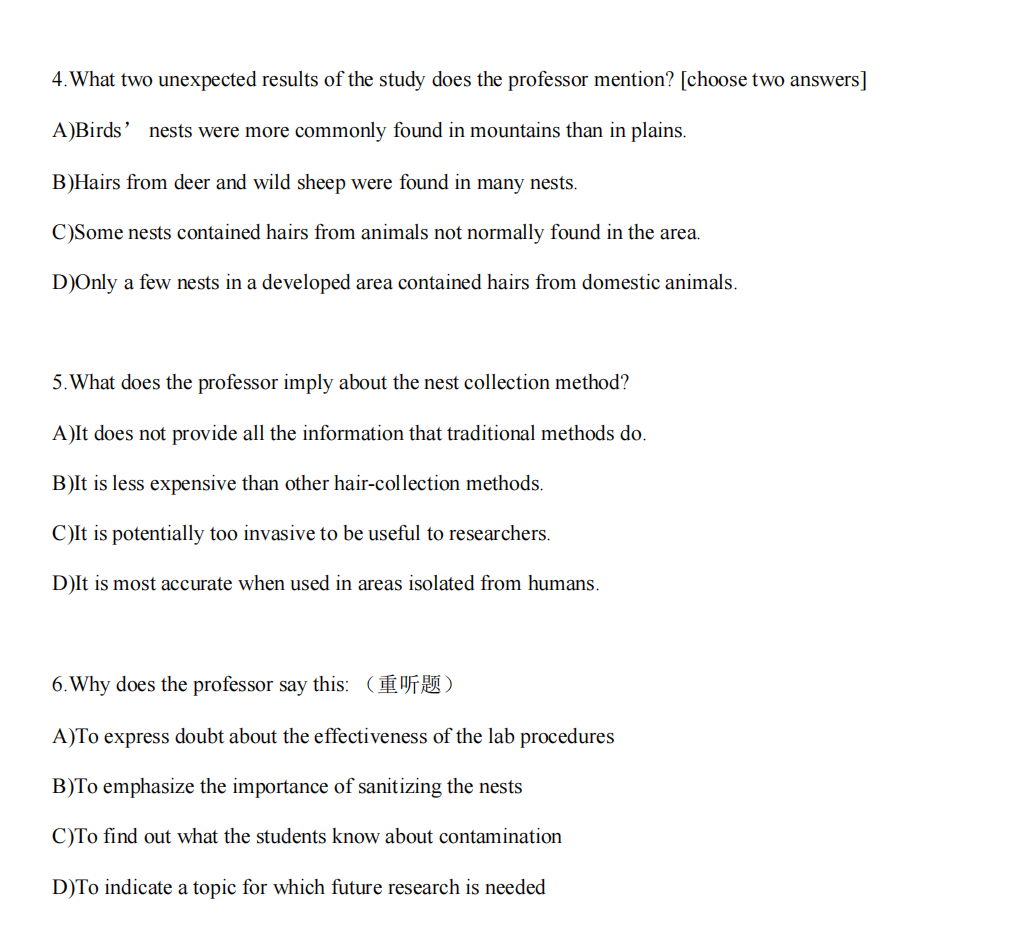 4.What two unexpected results of the study does the professor mention? [choose two answers]
A)Birds’ nests were more commonly found in mountains than in plains.
B)Hairs from deer and wild sheep were found in many nests.
C)Some nests contained hairs from animals not normally found in the area.
D)Only a few nests in a developed area contained hairs from domestic animals.
5.What does the professor imply about the nest collection method?
A)It does not provide all the information that traditional methods do.
B)It is less expensive than other hair-collection methods.
C)It is potentially too invasive to be useful to researchers.
D)It is most accurate when used in areas isolated from humans.
6.Why does the professor say this: （重听题）
A)To express doubt about the effectiveness of the lab procedures
B)To emphasize the importance of sanitizing the nests
C)To find out what the students know about contamination
D)To indicate a topic for which future research is needed